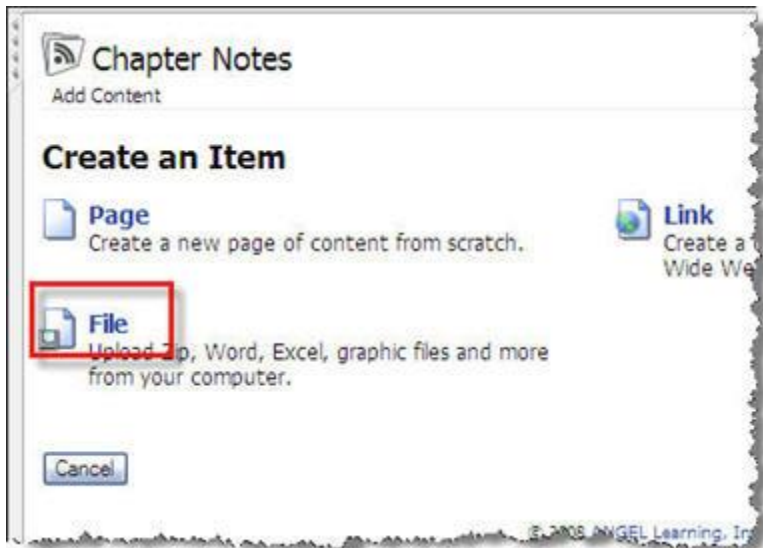 Chapter Notes
Add Content
Create an Item
Page
Create a new page of content from scratch.
Link
Create a
Wide We
File
Upload Zip, Word, Excel, graphic files and more
from your computer.
Cancel
© 2008 ANGEL Learning, In